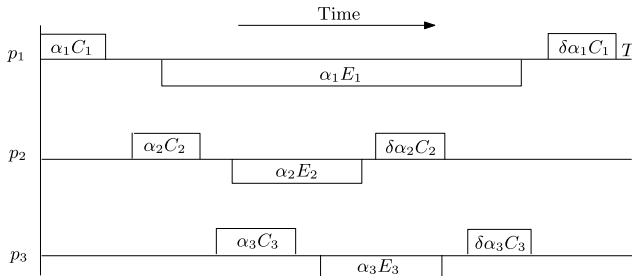 Time
p₁ α₁C₁ δα₁C₁ T
α₁E₁
p₂ α₂C₂ δα₂C₂
α₂E₂
p₃ α₃C₃ δα₃C₃
α₃E₃